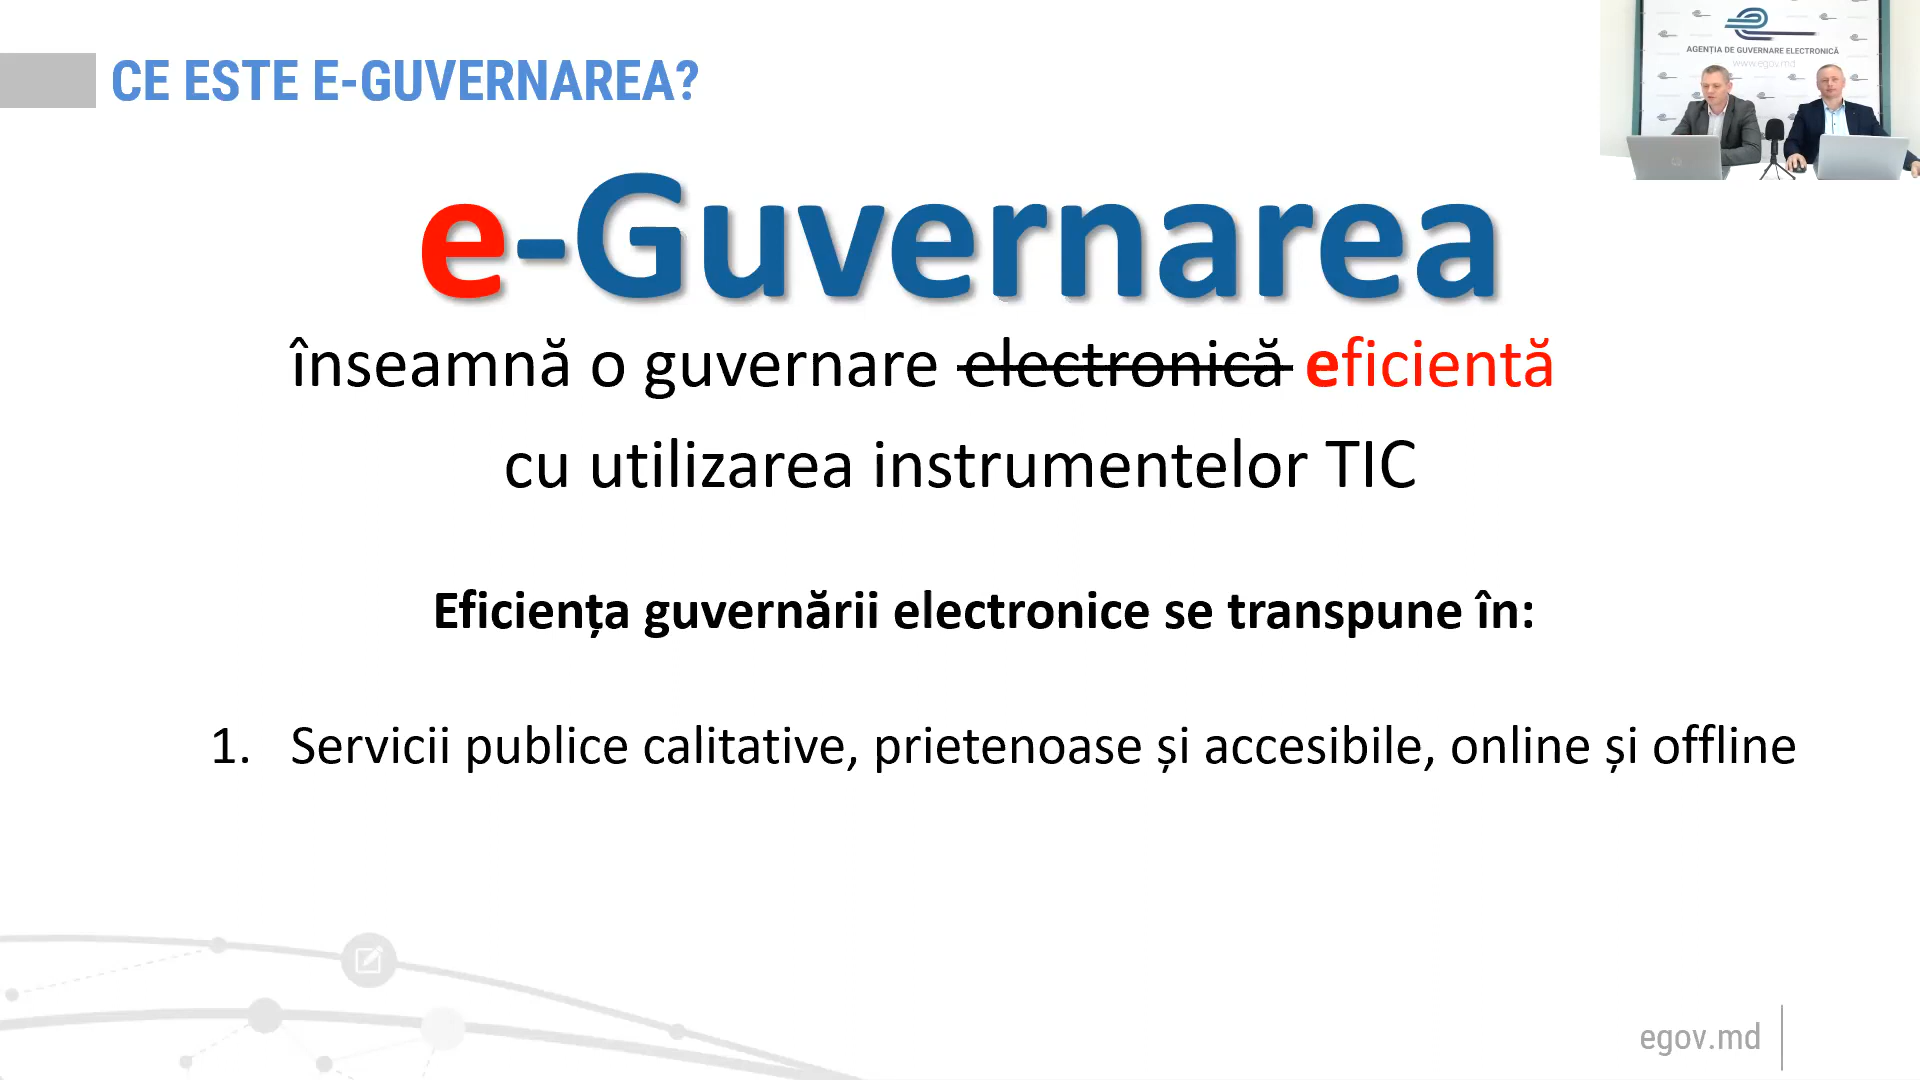 CE ESTE E-GUVERNAREA?
AGENȚIA DE GUVERNARE ELECTRONICĂ
www.egov.md
e-Guvernarea
înseamnă o guvernare electronică eficientă
cu utilizarea instrumentelor TIC
Eficiența guvernării electronice se transpune în:
1. Servicii publice calitative, prietenoase și accesibile, online și offline
egov.md